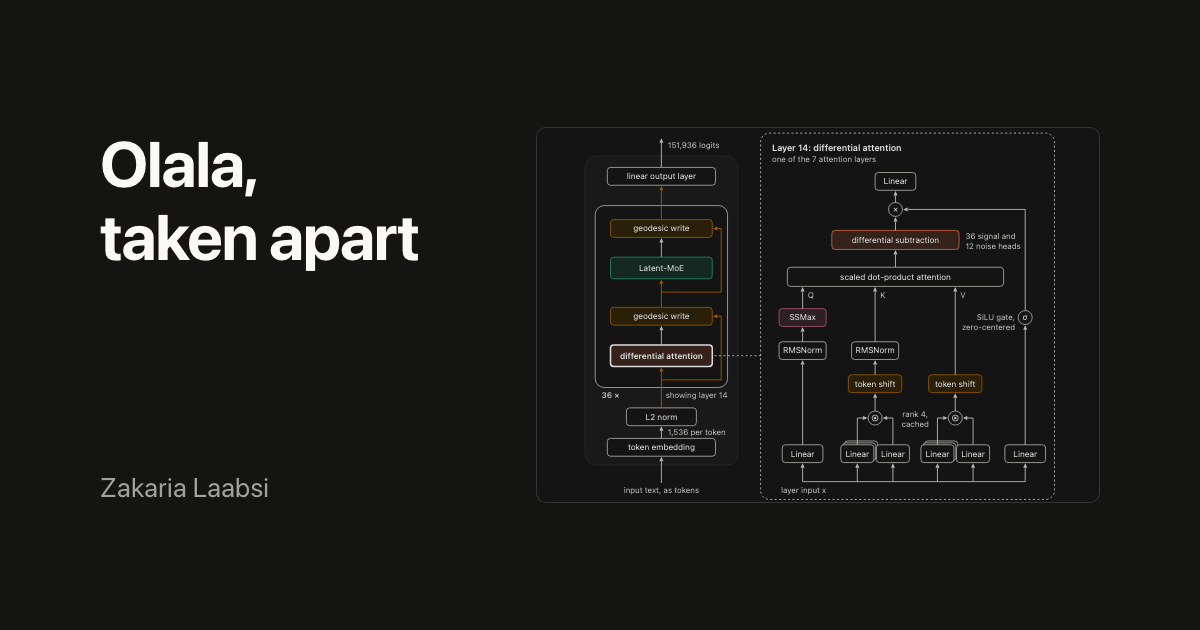 Olala,
taken apart
Zakaria Laabsi
151,936 logits
linear output layer
geodesic write
Latent-MoE
geodesic write
differential attention
36 ×
showing layer 14
L2 norm
1,536 per token
token embedding
input text, as tokens
Layer 14: differential attention
one of the 7 attention layers
Linear
×
differential subtraction
36 signal and
12 noise heads
scaled dot-product attention
Q
K
V
SSMax
SiLU gate,
zero-centered
σ
RMSNorm
RMSNorm
token shift
token shift
rank 4,
cached
Linear
Linear
Linear
Linear
Linear
Linear
layer input x